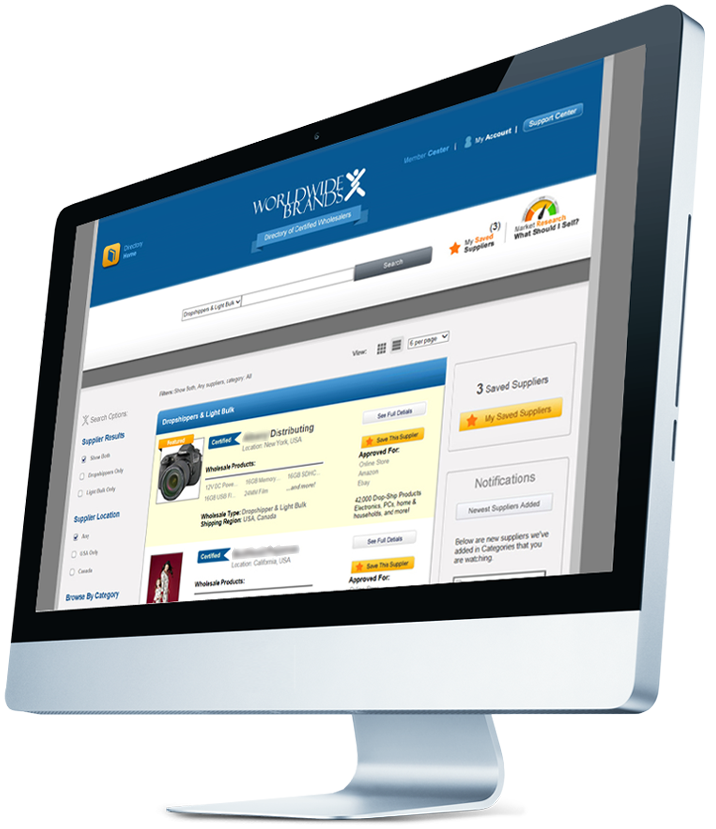 Member Center | My Account | Support Center
WORLDWIDE
BRANDS
Directory of Certified Wholesalers
Directory
Home
(3)
My Saved
Suppliers
Market Research
What Should I Sell?
Dropshippers & Light Bulk
Search
View:
6 per page
Filters: Show Both, Any suppliers, category: All
Search Options:
Supplier Results
Show Both
Dropshippers Only
Light Bulk Only
Supplier Location
Any
USA Only
Canada
Browse By Category
Dropshippers & Light Bulk
Featured
Certified
Distributing
Location: New York, USA
Wholesale Products:
12V DC Powe... 16GB Memory... 16GB SDHC...
16GB USB Fl... 24MM Film ...and more!
Wholesale Type: Dropshipper & Light Bulk
Shipping Region: USA, Canada
See Full Details
Save This Supplier
Approved For:
Online Store
Amazon
Ebay
42,000 Drop-Ship Products
Electronics, PCs, home &
households, and more!
Certified
Location: California, USA
Wholesale Products:
See Full Details
Save This Supplier
Approved For:
Online Store
Amazon
3 Saved Suppliers
My Saved Suppliers
Notifications
Newest Suppliers Added
Below are new suppliers we've
added in Categories that you
are watching.